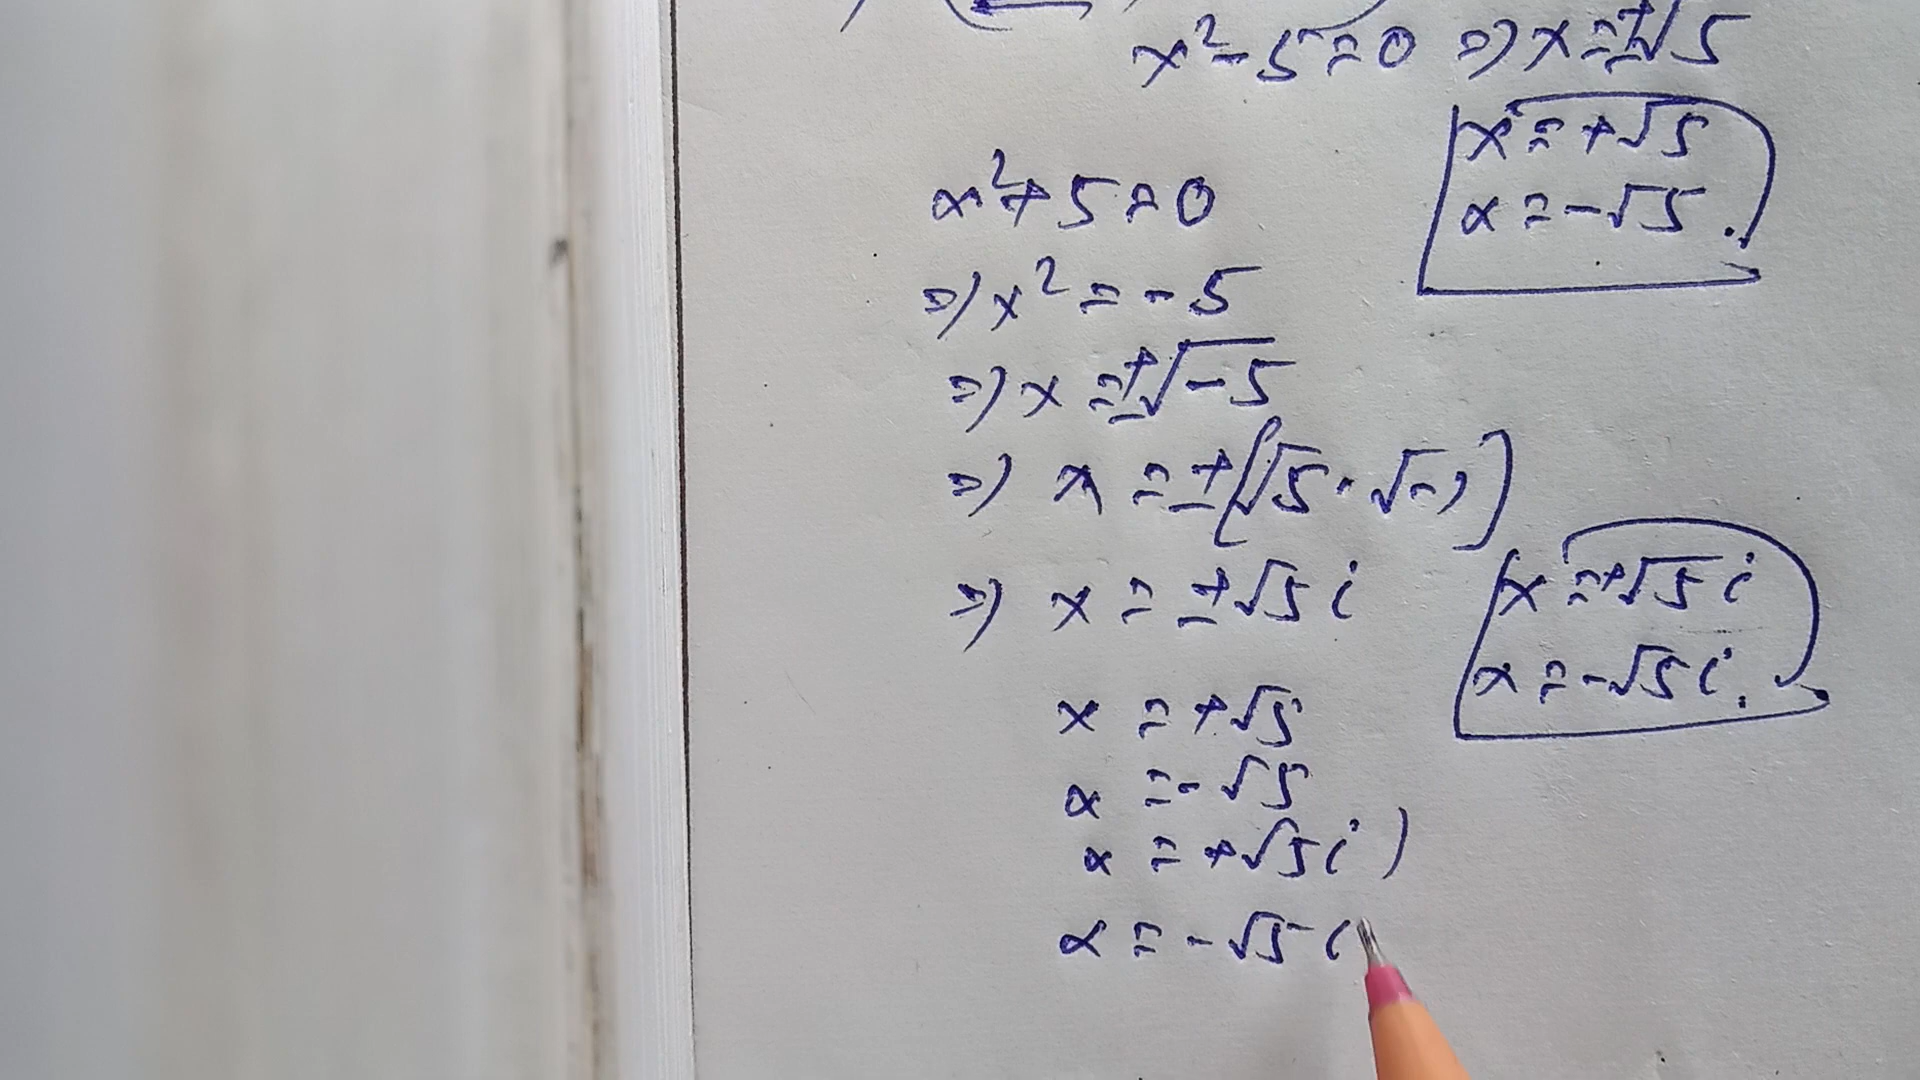 x² - 5 = 0 ⇒ x = ±√5
x = +√5
x = -√5.
x² + 5 = 0
⇒ x² = -5
⇒ x = ±√-5
⇒ x = ±[√5 · √-1]
⇒ x = ±√5 i
x = +√5 i
x = -√5 i.
x = +√5
x = -√5
x = +√5 i)
x = -√5 i